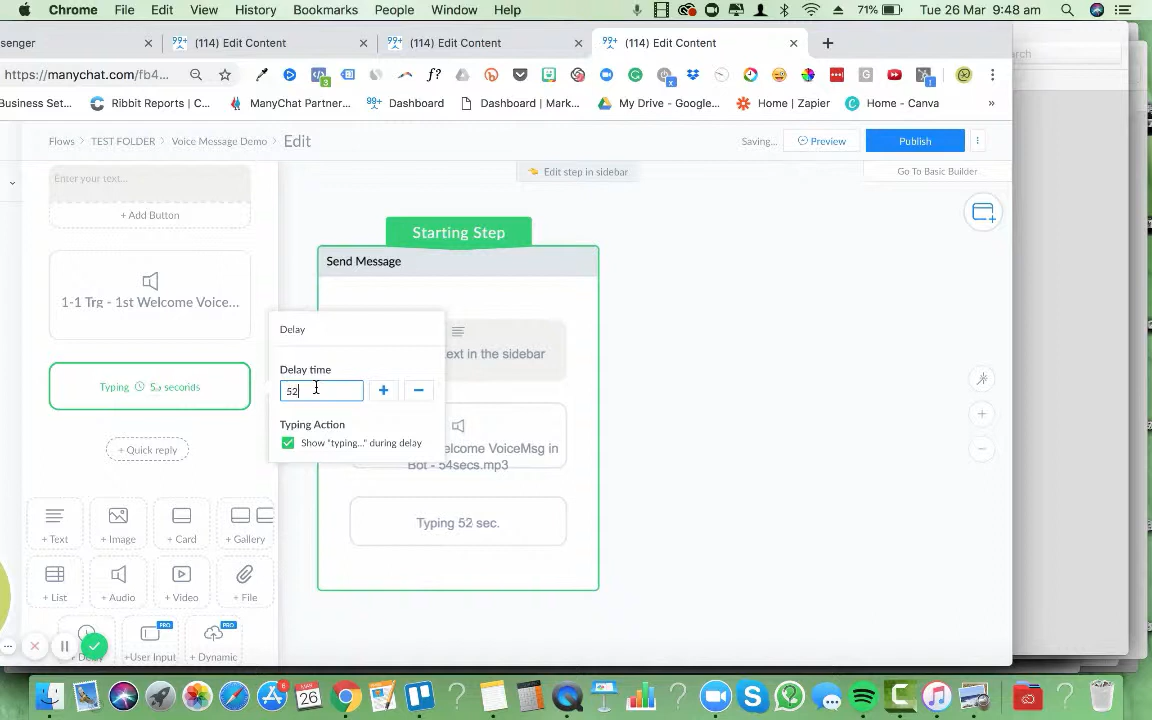 Chrome File Edit View History Bookmarks People Window Help 71% Tue 26 Mar 9:48 am
senger (114) Edit Content (114) Edit Content (114) Edit Content
https://manychat.com/fb4...
Business Set... Ribbit Reports | C... ManyChat Partner... Dashboard Dashboard | Mark... My Drive - Google... Home | Zapier Home - Canva »
Flows > TEST FOLDER > Voice Message Demo > Edit Saving... Preview Publish
Edit step in sidebar Go To Basic Builder
Enter your text...
+ Add Button
Starting Step
Send Message
1-1 Trg - 1st Welcome Voice...
Delay
ext in the sidebar
Delay time
Typing seconds
52 + −
Typing Action
Show "typing..." during delay
elcome VoiceMsg in
Bot - 54secs.mp3
+ Quick reply
Typing 52 sec.
+ Text + Image + Card + Gallery
+ List + Audio + Video + File
PRO PRO
+ Delay +User Input + Dynamic